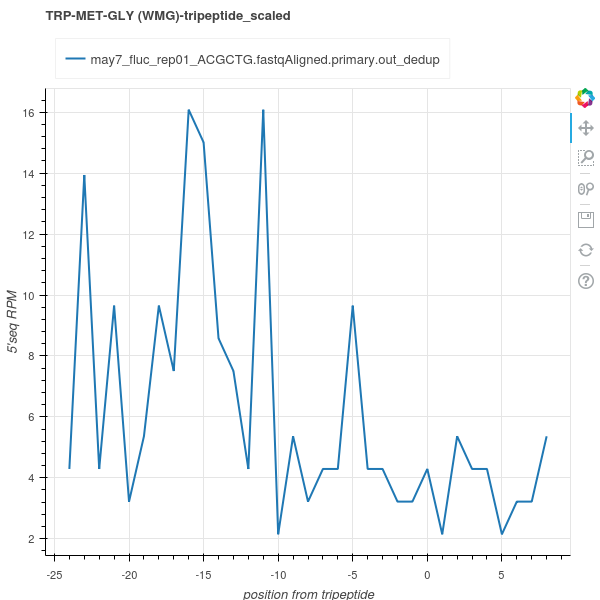 TRP-MET-GLY (WMG)-tripeptide_scaled
may7_fluc_rep01_ACGCTG.fastqAligned.primary.out_dedup
16
14
12
10
8
6
4
2
5'seq RPM
-25 -20 -15 -10 -5 0 5
position from tripeptide